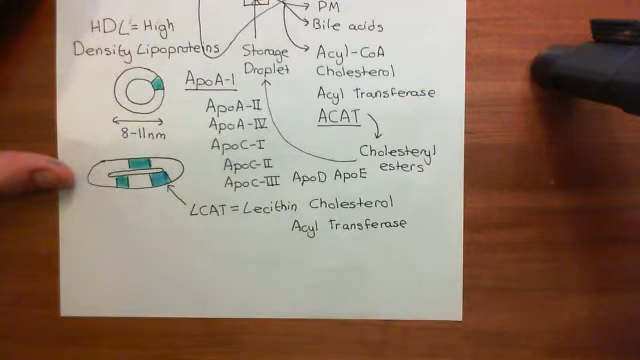 HDL = High
Density Lipoproteins
8-11nm
ApoA-I
ApoA-II
ApoA-IV
ApoC-I
ApoC-II
ApoC-III ApoD ApoE
Storage
Droplet
PM
Bile acids
Acyl-CoA
Cholesterol
Acyl Transferase
ACAT
Cholesteryl
esters
LCAT = Lecithin Cholesterol
Acyl Transferase